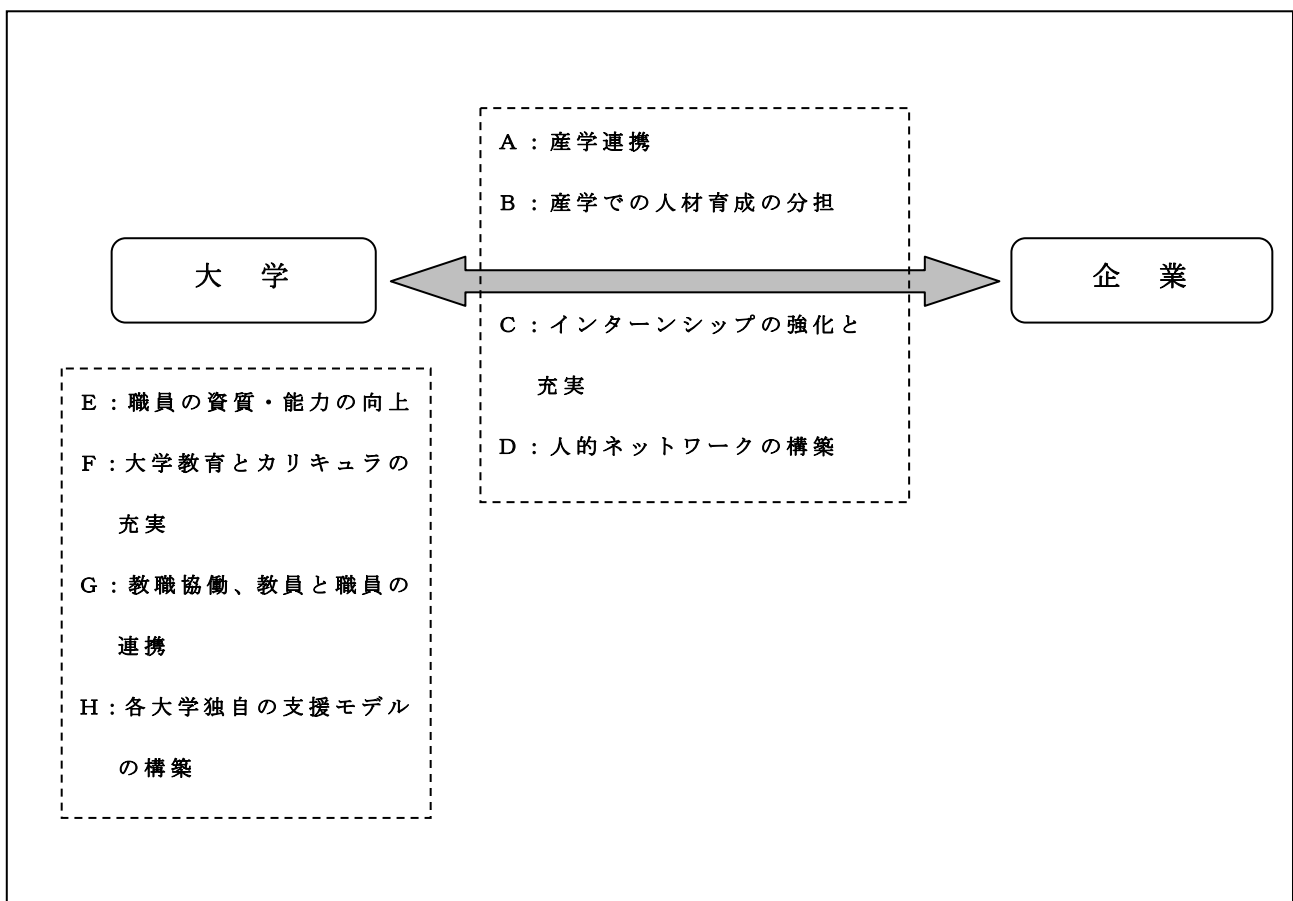 A：産学連携
B：産学での人材育成の分担
大　学
企　業
C：インターンシップの強化と
充実
D：人的ネットワークの構築
E：職員の資質・能力の向上
F：大学教育とカリキュラの
充実
G：教職協働、教員と職員の
連携
H：各大学独自の支援モデル
の構築